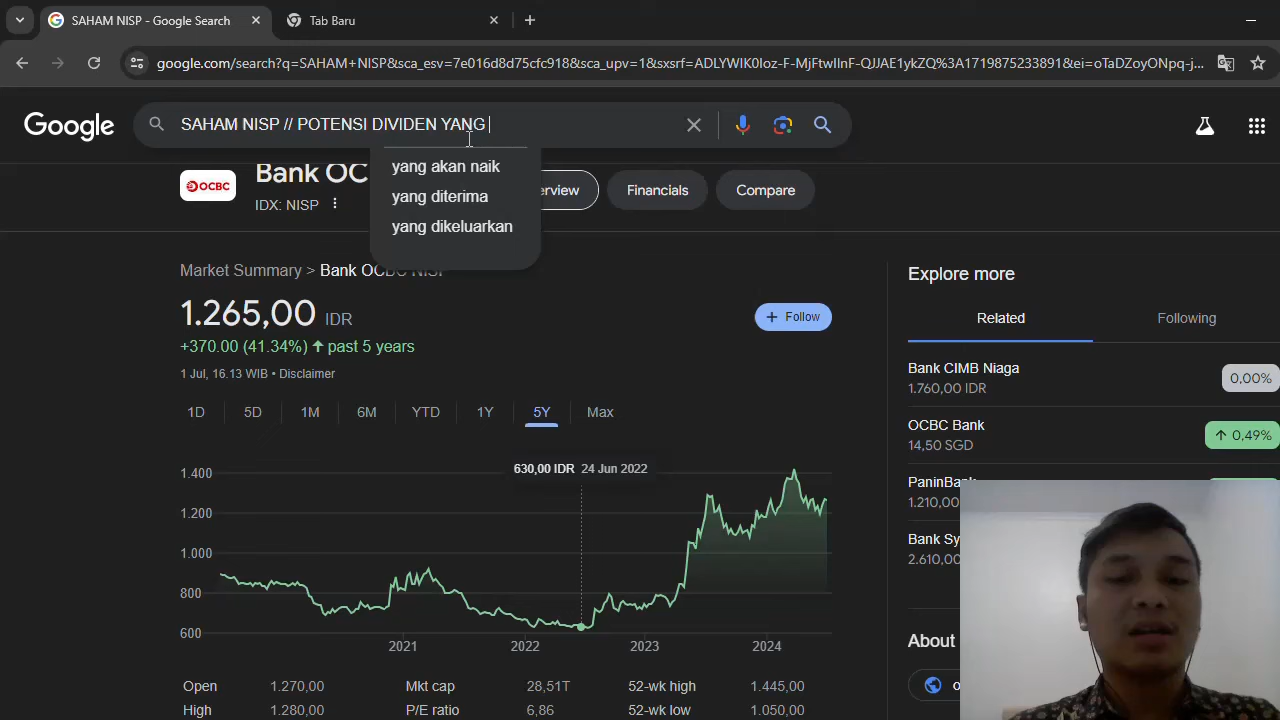 SAHAM NISP - Google Search
Tab Baru
google.com/search?q=SAHAM+NISP&sca_esv=7e016d8d75cfc918&sca_upv=1&sxsrf=ADLYWIK0Ioz-F-MjFtwIlnF-QJJAE1ykZQ%3A1719875233891&ei=oTaDZoyONpq-j...
Google
SAHAM NISP // POTENSI DIVIDEN YANG
yang akan naik
yang diterima
yang dikeluarkan
OCBC
Bank OC
IDX: NISP
erview
Financials
Compare
Market Summary > Bank OCBC NISP
1.265,00 IDR
+ Follow
+370.00 (41.34%) ↑ past 5 years
1 Jul, 16.13 WIB • Disclaimer
1D
5D
1M
6M
YTD
1Y
5Y
Max
630,00 IDR 24 Jun 2022
1.400
1.200
1.000
800
600
2021
2022
2023
2024
Open 1.270,00 Mkt cap 28,51T 52-wk high 1.445,00
High 1.280,00 P/E ratio 6,86 52-wk low 1.050,00
Explore more
Related
Following
Bank CIMB Niaga
1.760,00 IDR
0,00%
OCBC Bank
14,50 SGD
↑ 0,49%
PaninBank
1.210,00
Bank Sy
2.610,00
About
o